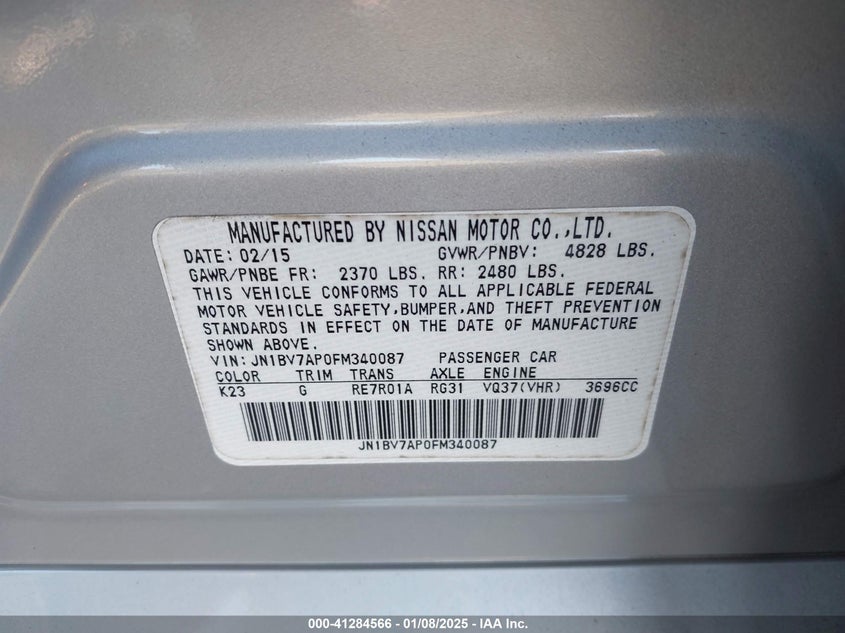 MANUFACTURED BY NISSAN MOTOR CO.,LTD.
DATE: 02/15 GVWR/PNBV: 4828 LBS.
GAWR/PNBE FR: 2370 LBS. RR: 2480 LBS.
THIS VEHICLE CONFORMS TO ALL APPLICABLE FEDERAL
MOTOR VEHICLE SAFETY,BUMPER,AND THEFT PREVENTION
STANDARDS IN EFFECT ON THE DATE OF MANUFACTURE
SHOWN ABOVE.
VIN: JN1BV7AP0FM340087 PASSENGER CAR
COLOR TRIM TRANS AXLE ENGINE
K23 G RE7R01A RG31 VQ37(VHR) 3696CC
JN1BV7AP0FM340087
000-41284566 - 01/08/2025 - IAA Inc.